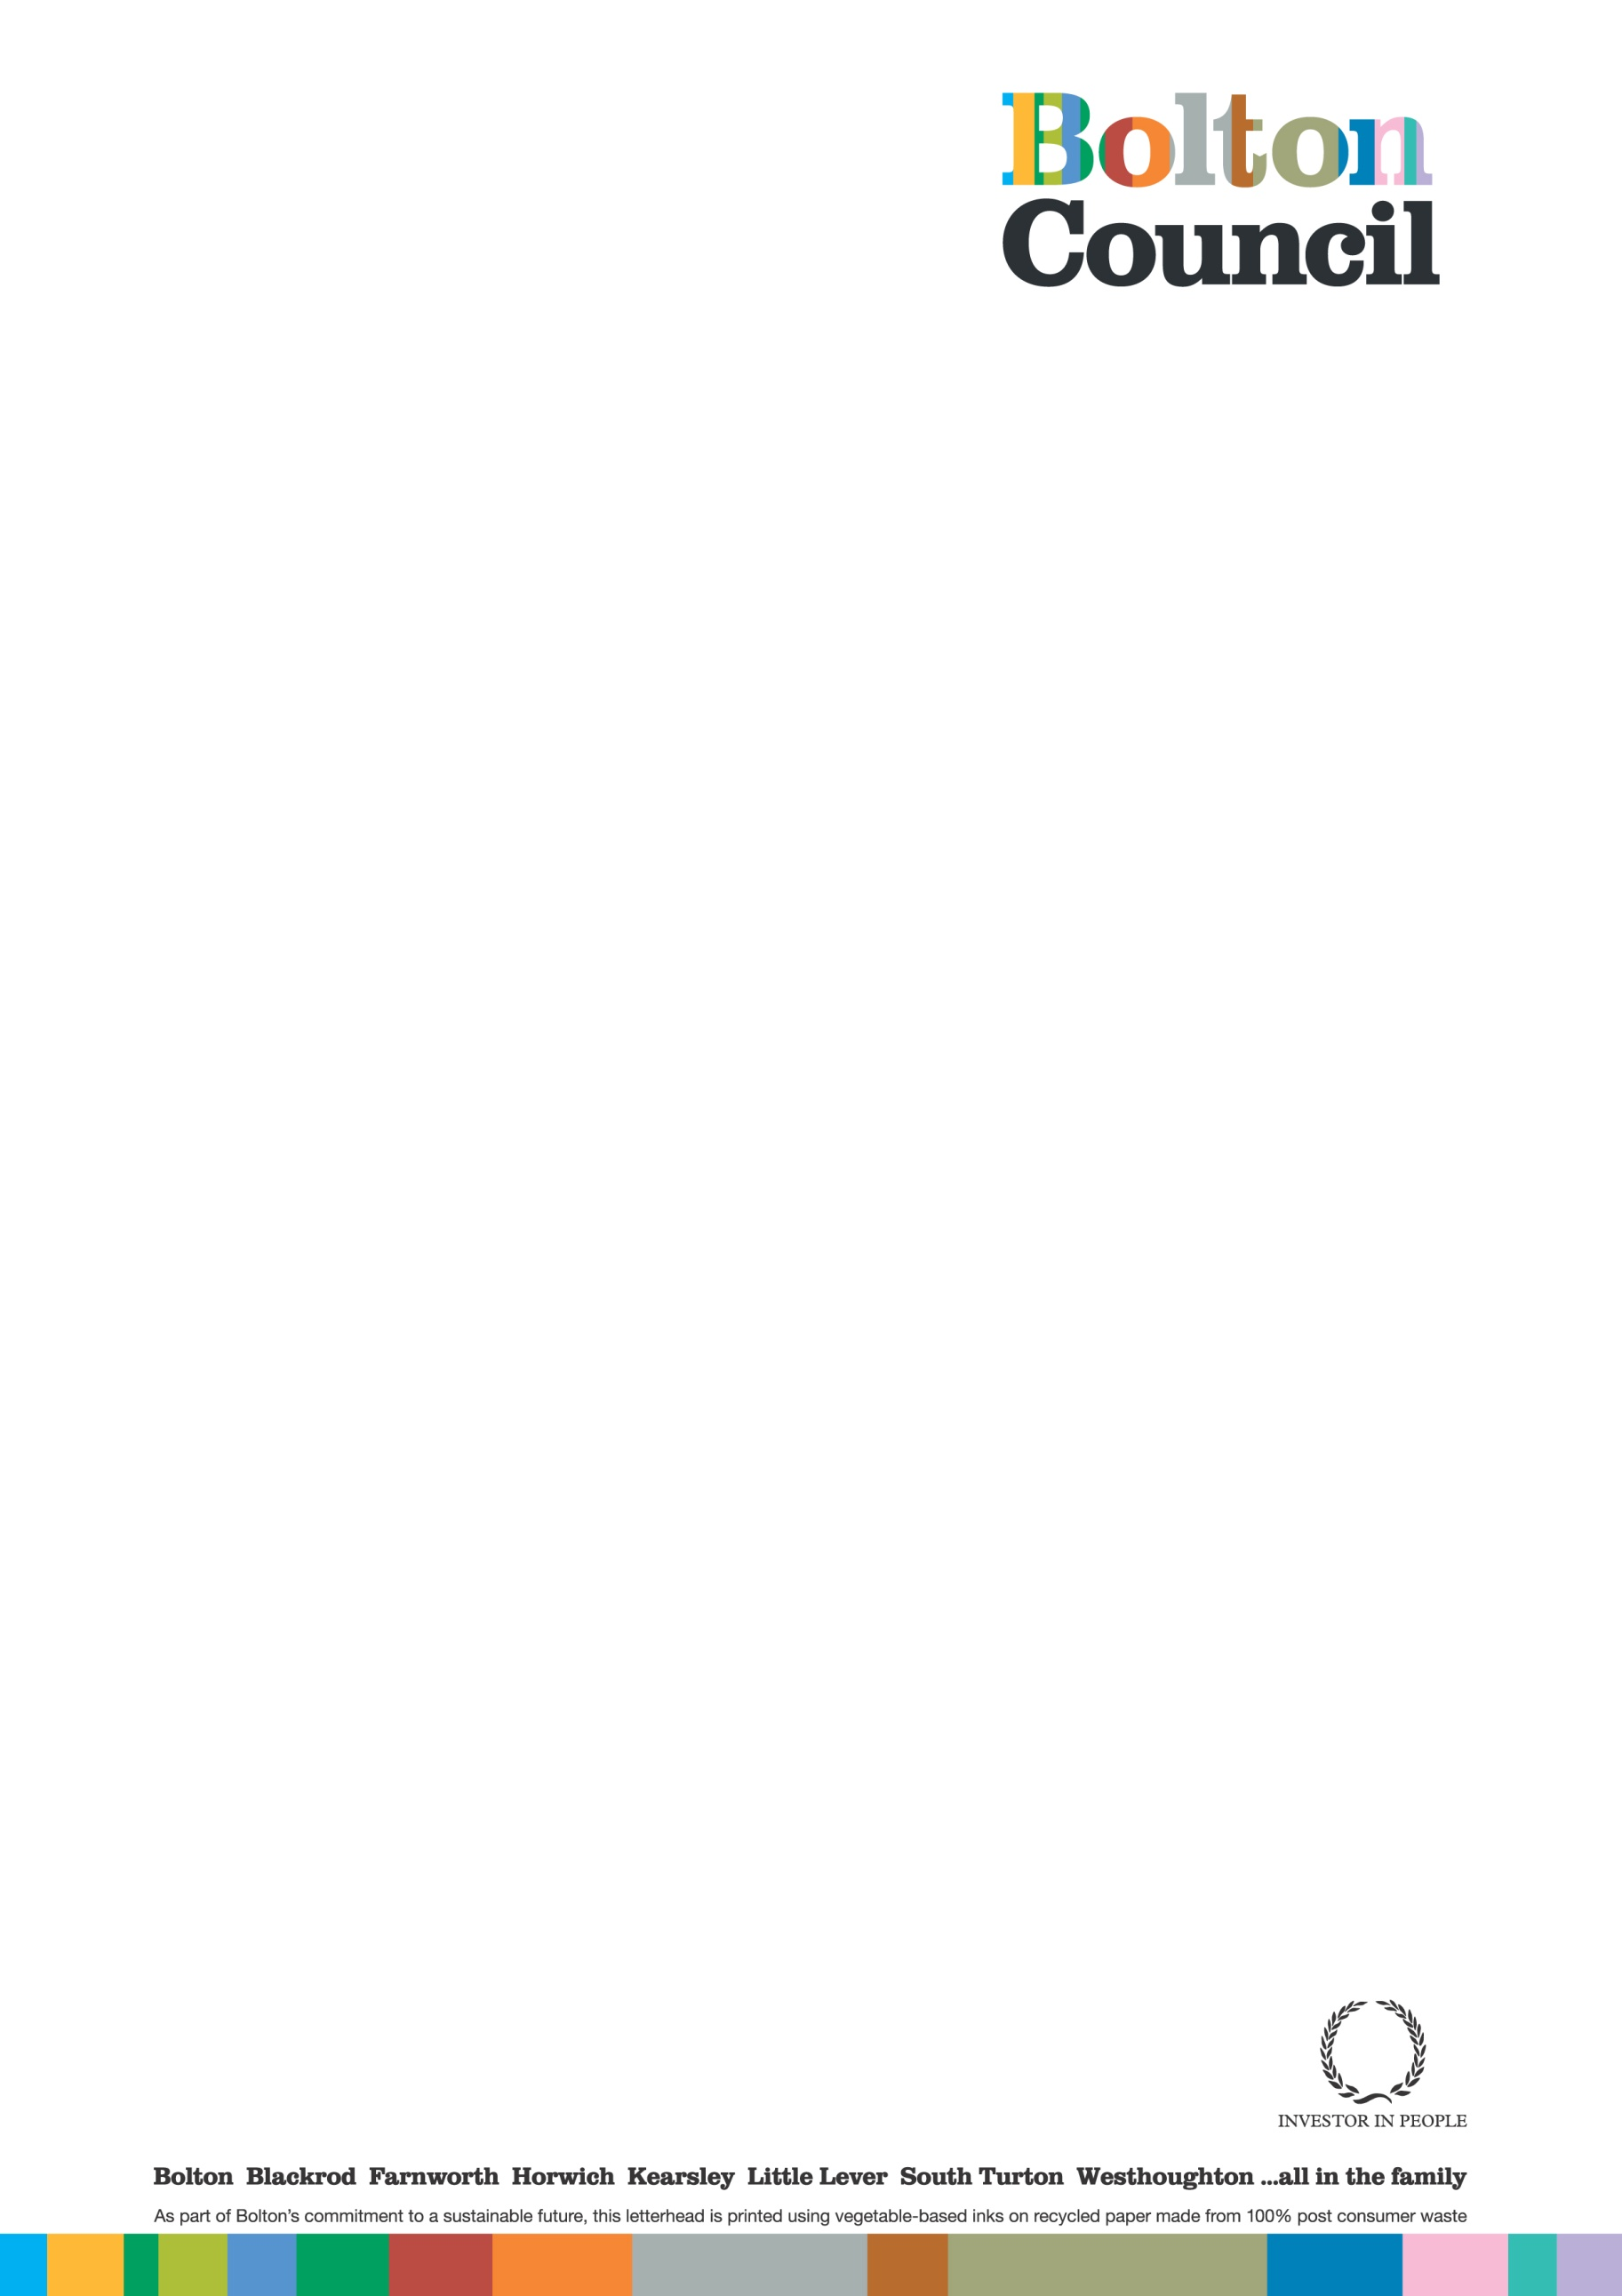 Bolton
Council
INVESTOR IN PEOPLE
Bolton Blackrod Farnworth Horwich Kearsley Little Lever South Turton Westhoughton ...all in the family
As part of Bolton’s commitment to a sustainable future, this letterhead is printed using vegetable-based inks on recycled paper made from 100% post consumer waste